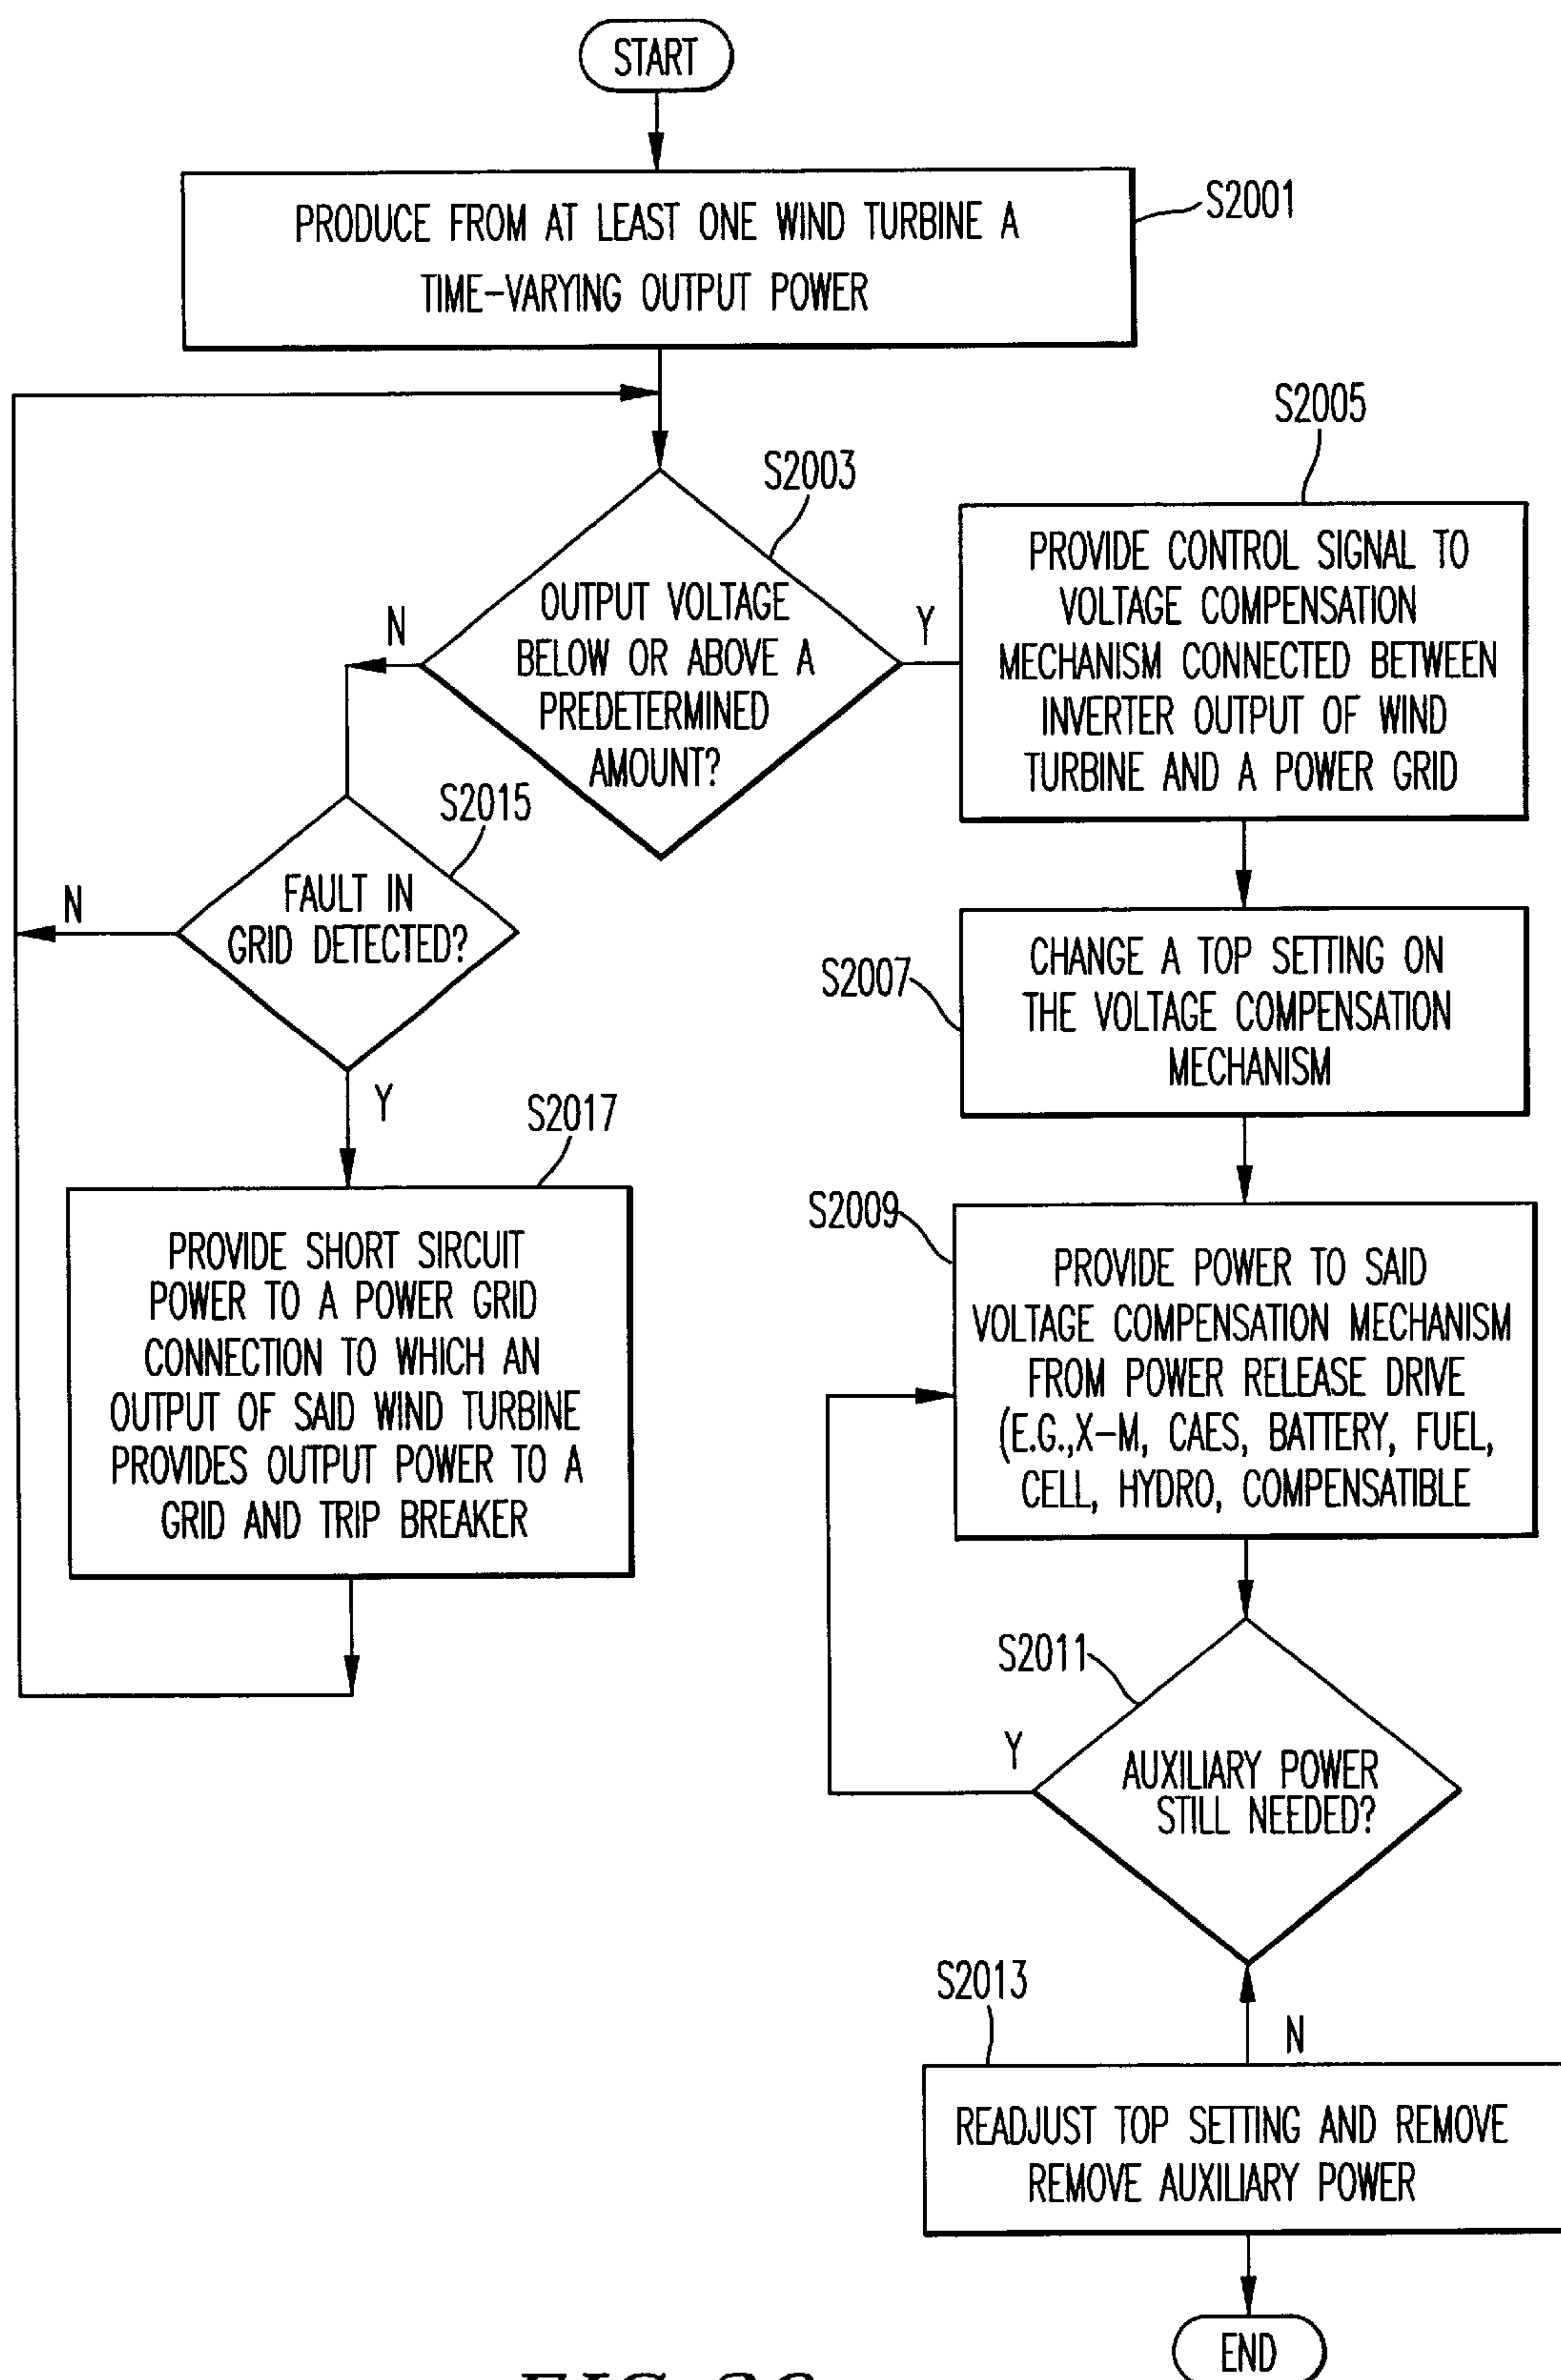 START
PRODUCE FROM AT LEAST ONE WIND TURBINE A
TIME-VARYING OUTPUT POWER
S2001
S2003
OUTPUT VOLTAGE
BELOW OR ABOVE A
PREDETERMINED
AMOUNT?
N
Y
S2005
PROVIDE CONTROL SIGNAL TO
VOLTAGE COMPENSATION
MECHANISM CONNECTED BETWEEN
INVERTER OUTPUT OF WIND
TURBINE AND A POWER GRID
S2015
FAULT IN
GRID DETECTED?
N
Y
S2007
CHANGE A TOP SETTING ON
THE VOLTAGE COMPENSATION
MECHANISM
S2017
PROVIDE SHORT SIRCUIT
POWER TO A POWER GRID
CONNECTION TO WHICH AN
OUTPUT OF SAID WIND TURBINE
PROVIDES OUTPUT POWER TO A
GRID AND TRIP BREAKER
S2009
PROVIDE POWER TO SAID
VOLTAGE COMPENSATION MECHANISM
FROM POWER RELEASE DRIVE
(E.G.,X-M, CAES, BATTERY, FUEL,
CELL, HYDRO, COMPENSATIBLE
S2011
Y
AUXILIARY POWER
STILL NEEDED?
S2013
N
READJUST TOP SETTING AND REMOVE
REMOVE AUXILIARY POWER
END